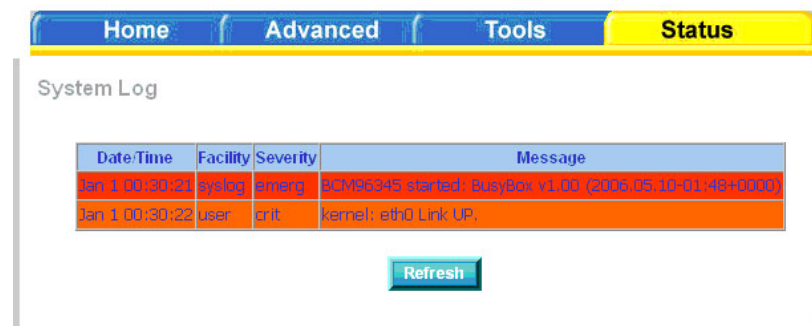 Home Advanced Tools Status
System Log
Date/Time Facility Severity Message
Jan 1 00:30:21 syslog emerg BCM96345 started: BusyBox v1.00 (2006.05.10-01:48+0000)
Jan 1 00:30:22 user crit kernel: eth0 Link UP.
Refresh